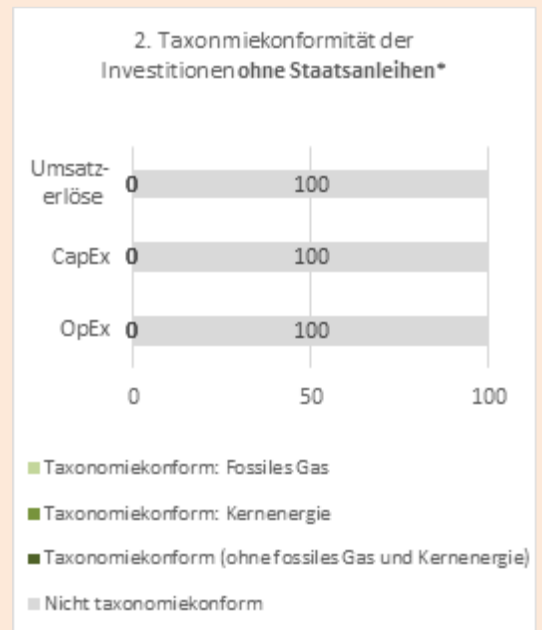 2. Taxonmiekonformität der
Investitionen ohne Staatsanleihen*
Umsatz-
erlöse
0 100
CapEx 0 100
OpEx 0 100
0 50 100
Taxonomiekonform: Fossiles Gas
Taxonomiekonform: Kernenergie
Taxonomiekonform (ohne fossiles Gas und Kernenergie)
Nicht taxonomiekonform